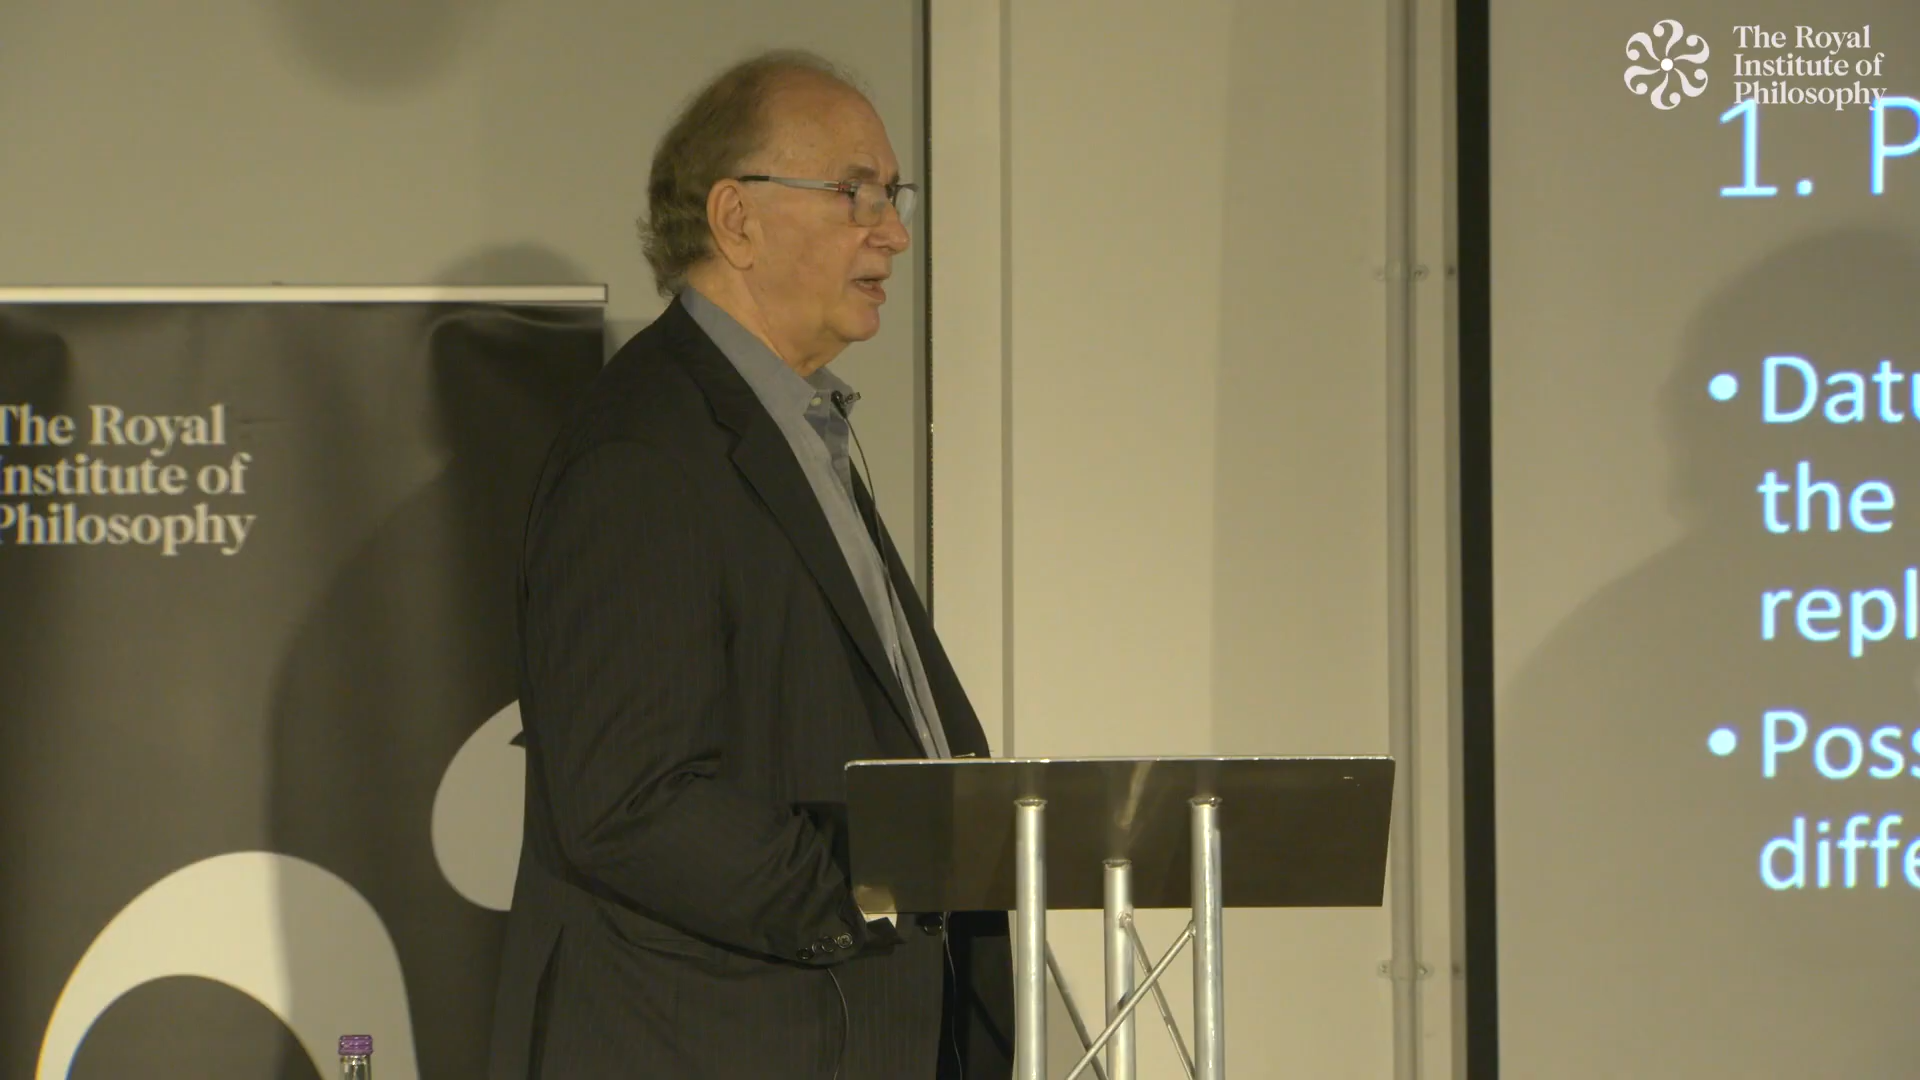 The Royal
Institute of
Philosophy
The Royal
Institute of
Philosophy
1. P
• Datu
the
repl
• Poss
diffe